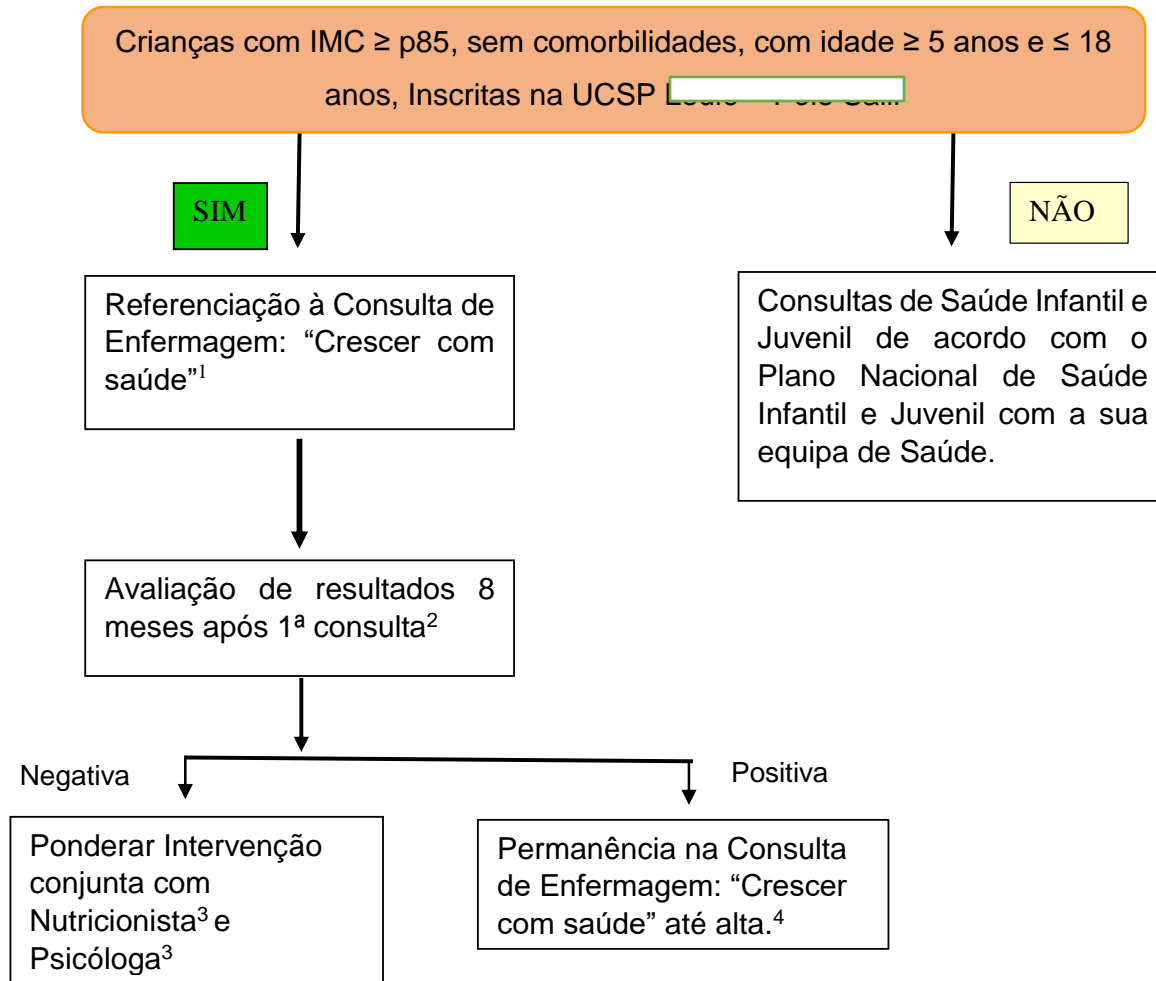 Crianças com IMC ≥ p85, sem comorbilidades, com idade ≥ 5 anos e ≤ 18
anos, Inscritas na UCSP
SIM
NÃO
Referenciação à Consulta de
Enfermagem: “Crescer com
saúde”¹
Consultas de Saúde Infantil e
Juvenil de acordo com o
Plano Nacional de Saúde
Infantil e Juvenil com a sua
equipa de Saúde.
Avaliação de resultados 8
meses após 1ª consulta²
Negativa
Positiva
Ponderar Intervenção
conjunta com
Nutricionista³ e
Psicóloga³
Permanência na Consulta
de Enfermagem: “Crescer
com saúde” até alta.⁴